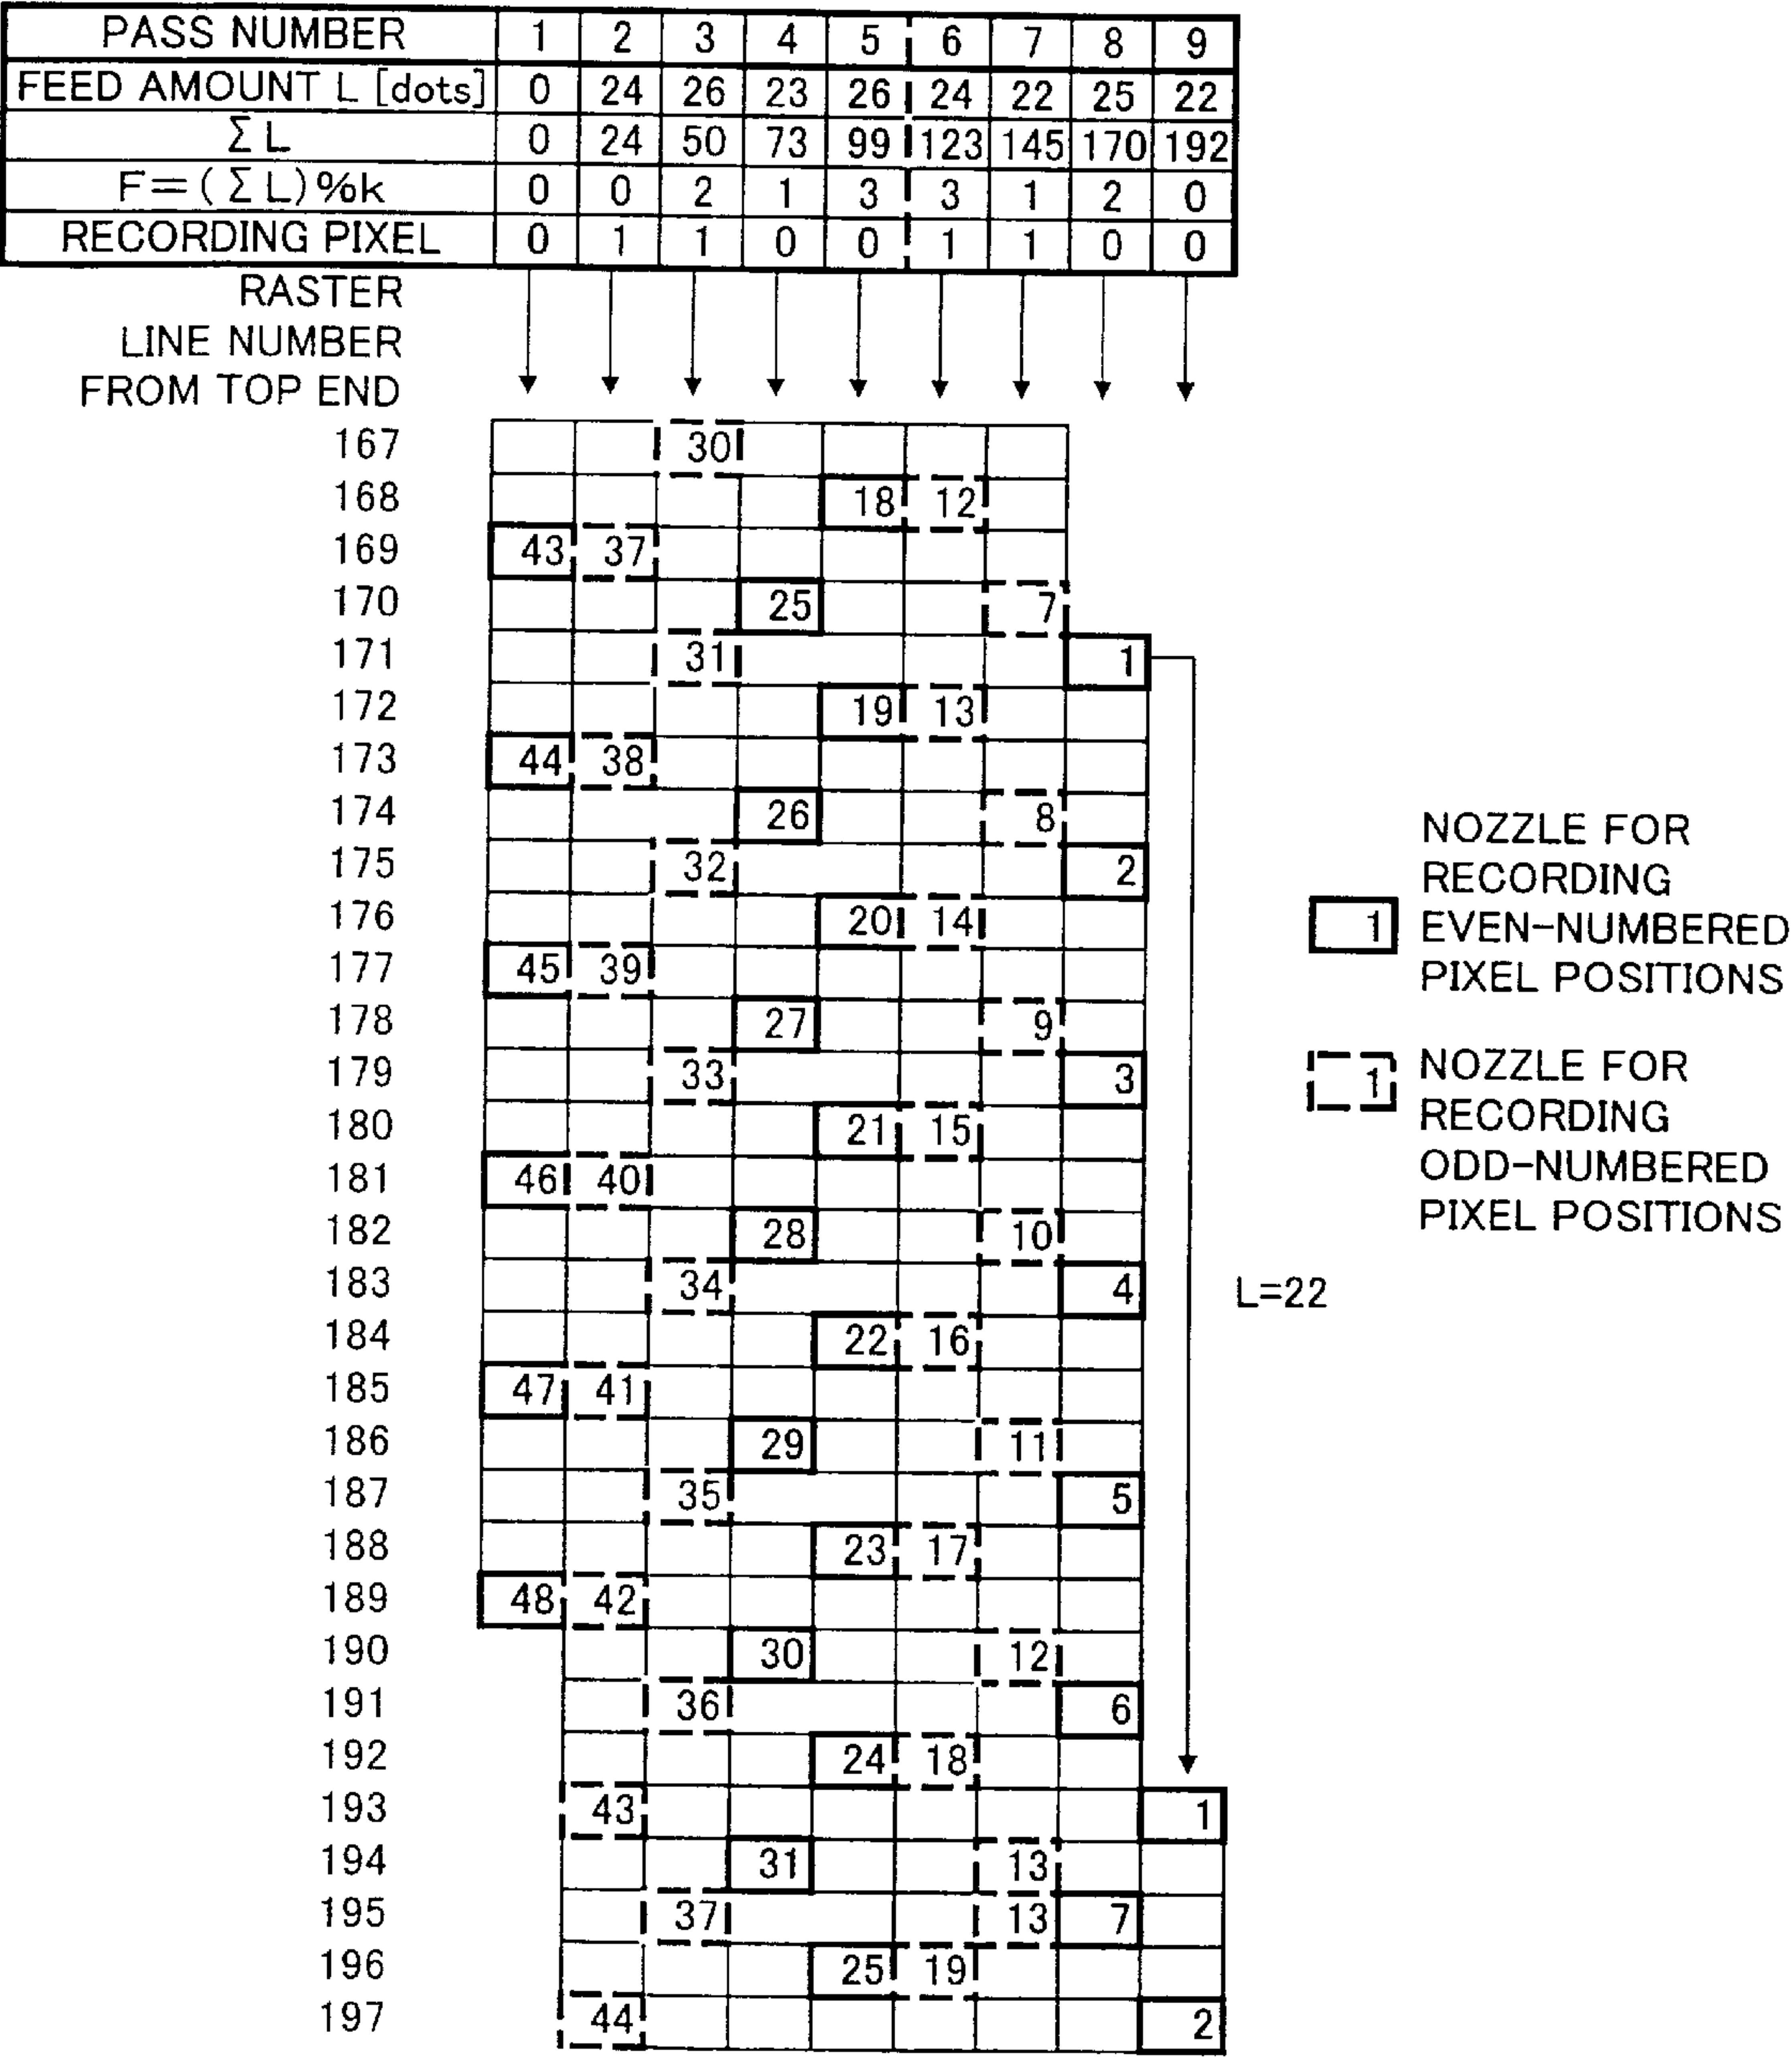 PASS NUMBER 1 2 3 4 5 6 7 8 9
FEED AMOUNT L [dots] 0 24 26 23 26 24 22 25 22
ΣL 0 24 50 73 99 123 145 170 192
F=(ΣL)%k 0 0 2 1 3 3 1 2 0
RECORDING PIXEL 0 1 1 0 0 1 1 0 0
RASTER
LINE NUMBER
FROM TOP END
167 30
168 18 12
169 43 37
170 25 7
171 31 1
172 19 13
173 44 38
174 26 8
175 32 2
176 20 14
177 45 39
178 27 9
179 33 3
180 21 15
181 46 40
182 28 10
183 34 4
184 22 16
185 47 41
186 29 11
187 35 5
188 23 17
189 48 42
190 30 12
191 36 6
192 24 18
193 43 1
194 31 13
195 37 13 7
196 25 19
197 44 2
L=22
NOZZLE FOR
RECORDING
1 EVEN-NUMBERED
PIXEL POSITIONS
NOZZLE FOR
1 RECORDING
ODD-NUMBERED
PIXEL POSITIONS